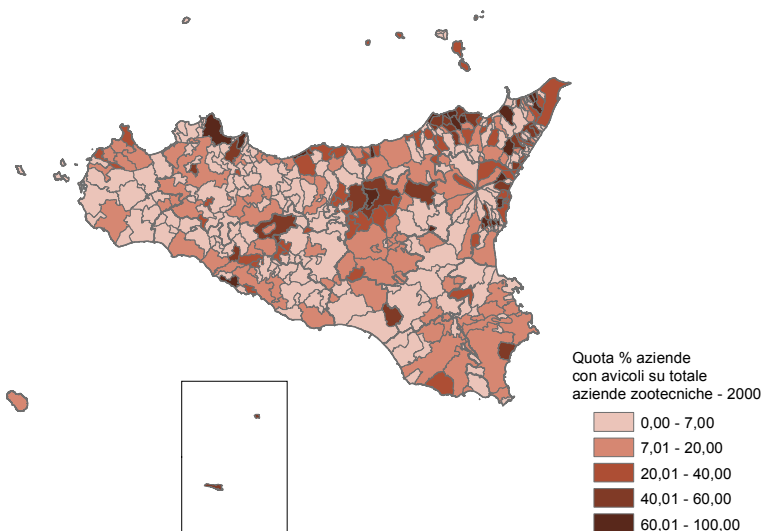 Quota % aziende
con avicoli su totale
aziende zootecniche - 2000
0,00 - 7,00
7,01 - 20,00
20,01 - 40,00
40,01 - 60,00
60,01 - 100,00